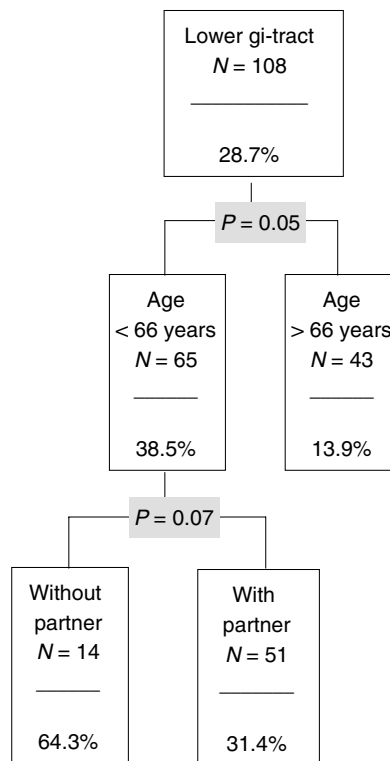 Lower gi-tract
N = 108
28.7%
P = 0.05
Age
< 66 years
N = 65
38.5%
Age
> 66 years
N = 43
13.9%
P = 0.07
Without
partner
N = 14
64.3%
With
partner
N = 51
31.4%